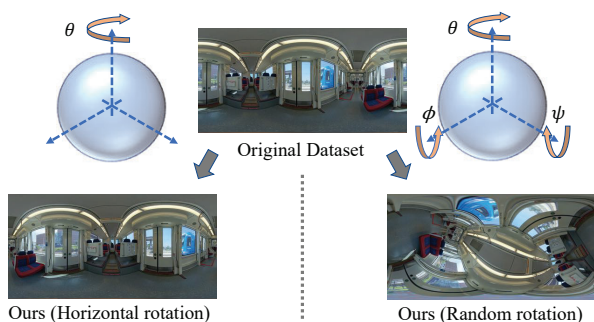 θ
θ
ϕ
ψ
Original Dataset
Ours (Horizontal rotation)
Ours (Random rotation)